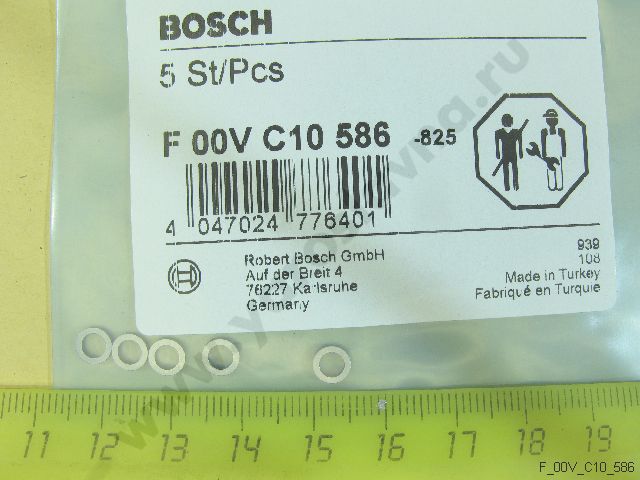 BOSCH
5 St/Pcs
F 00V C10 586 -825
4 047024 776401
Robert Bosch GmbH
Auf der Breit 4
76227 Karlsruhe
Germany
939
108
Made in Turkey
Fabriqué en Turquie
11 12 13 14 15 16 17 18 19
F_00V_C10_586